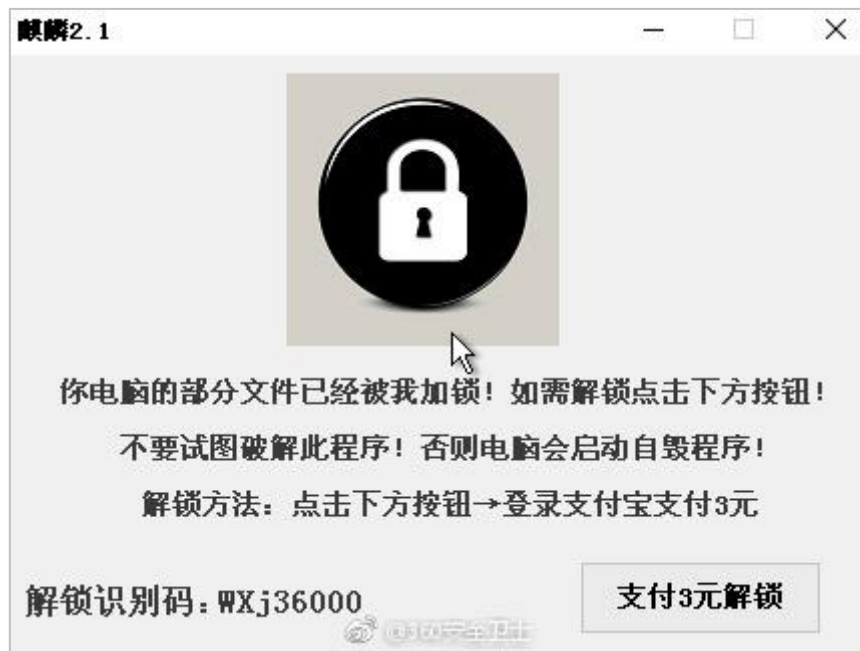 麒麟2.1
你电脑的部分文件已经被我加锁！如需解锁点击下方按钮！
不要试图破解此程序！否则电脑会启动自毁程序！
解锁方法：点击下方按钮→登录支付宝支付3元
解锁识别码：WXj36000
支付3元解锁
@360安全卫士